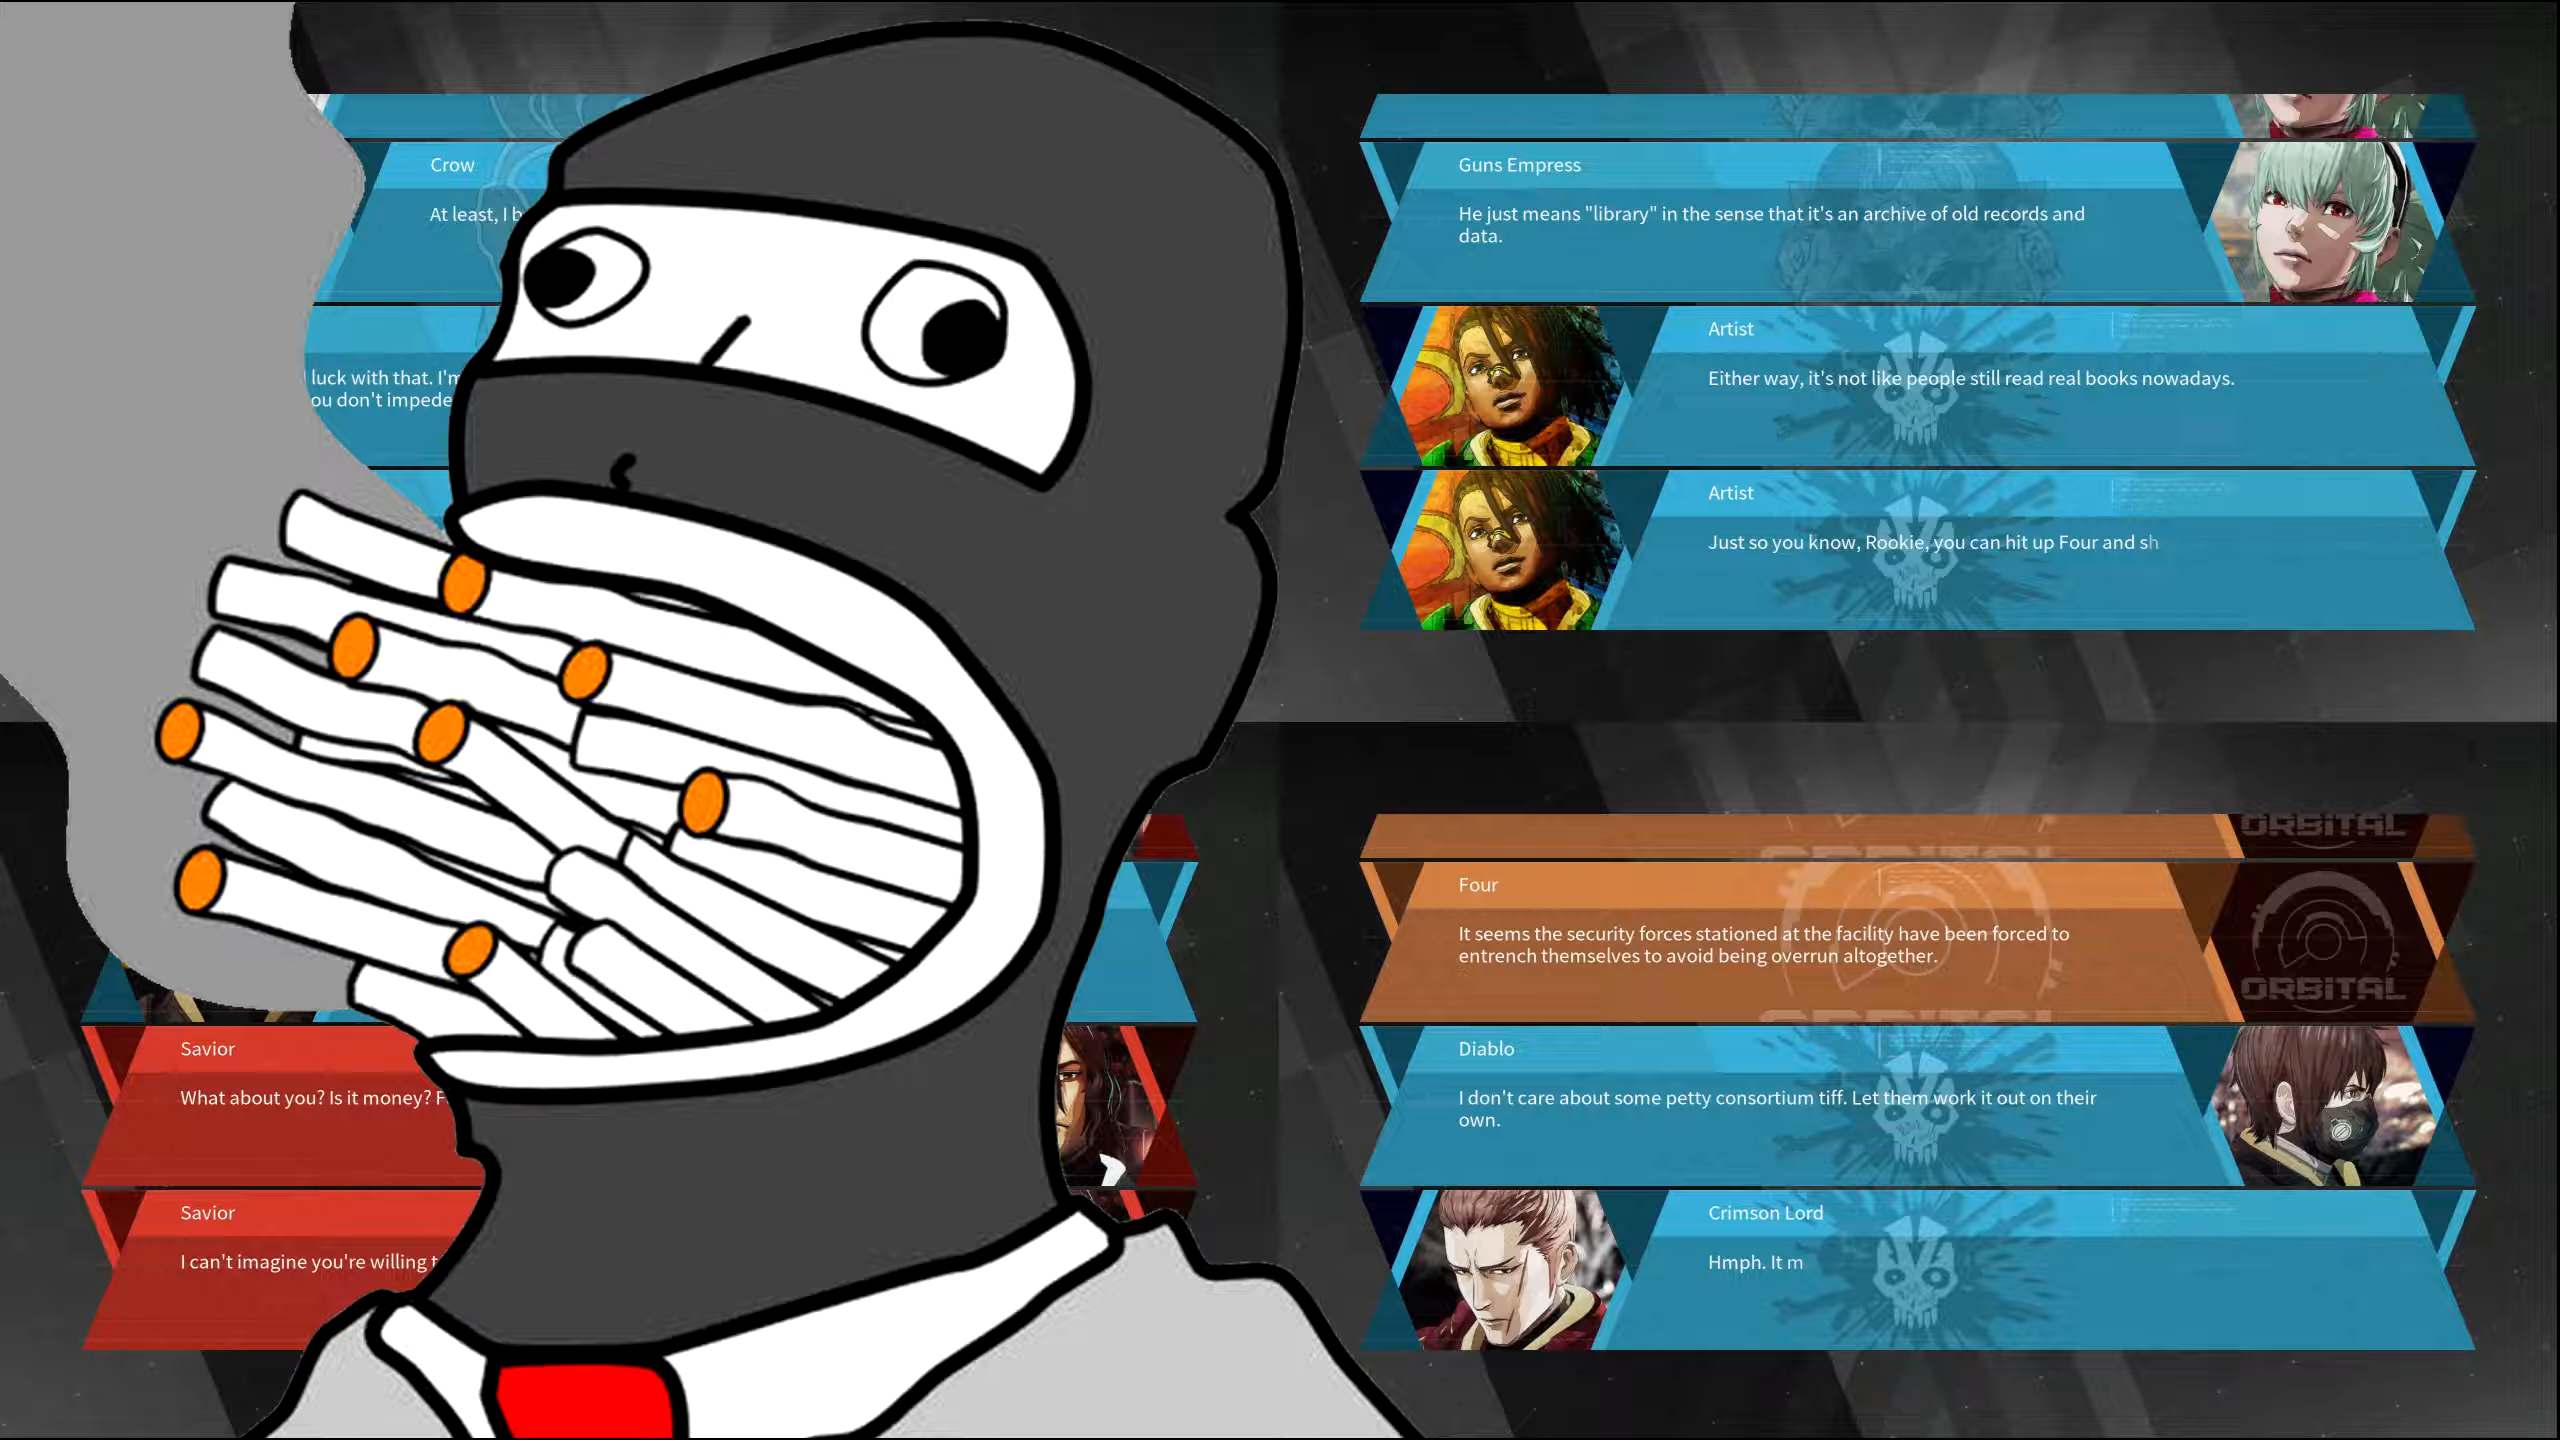 Crow
At least, I b
luck with that. I'm
ou don't impede
Guns Empress
He just means "library" in the sense that it's an archive of old records and
data.
Artist
Either way, it's not like people still read real books nowadays.
Artist
Just so you know, Rookie, you can hit up Four and sh
Savior
What about you? Is it money? F
Savior
I can't imagine you're willing t
ORBITAL
Four
It seems the security forces stationed at the facility have been forced to
entrench themselves to avoid being overrun altogether.
ORBITAL
Diablo
I don't care about some petty consortium tiff. Let them work it out on their
own.
Crimson Lord
Hmph. It m